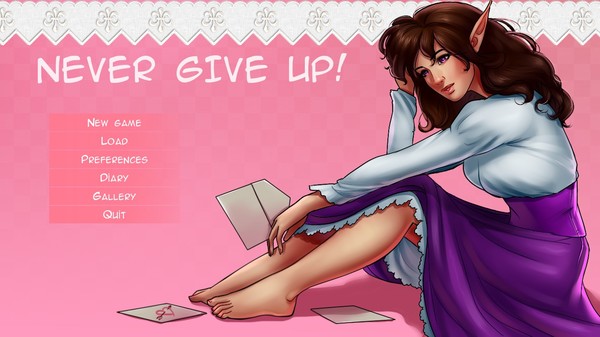 Never give up!
New game
Load
Preferences
Diary
Gallery
Quit